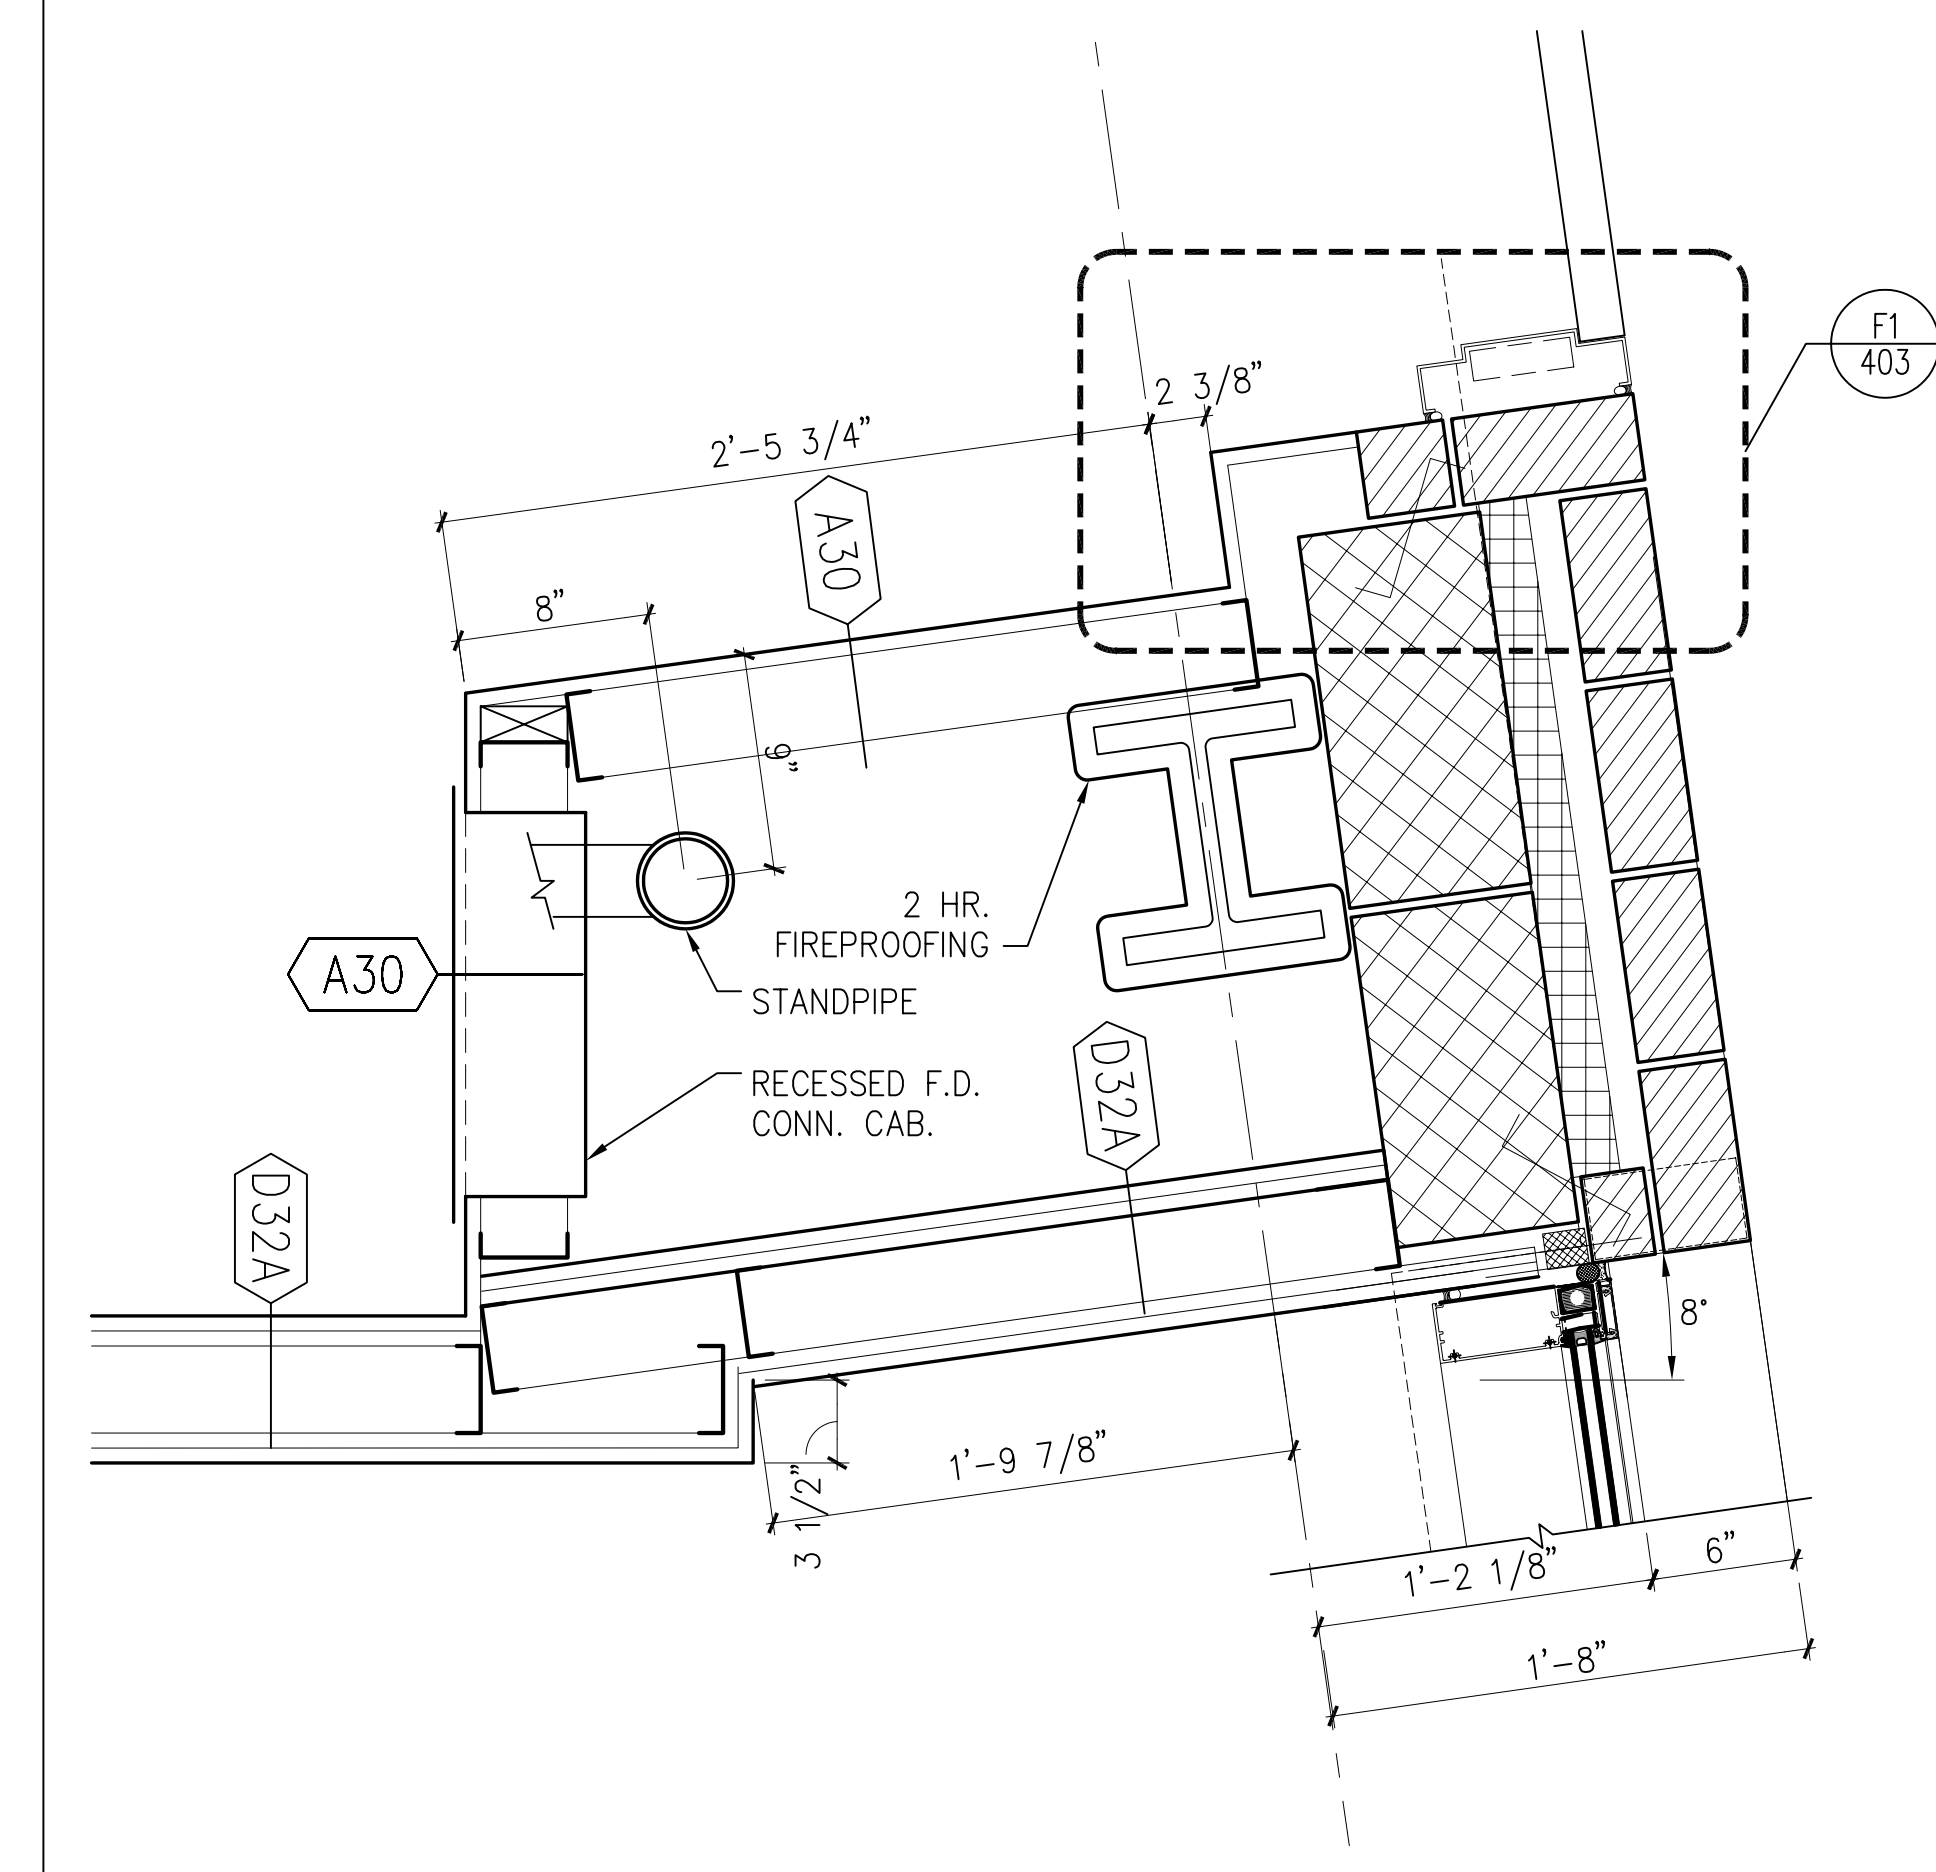 F1
403
2 3/8"
2'-5 3/4"
A30
8"
9"
2 HR.
FIREPROOFING
A30
STANDPIPE
RECESSED F.D.
CONN. CAB.
D32A
D32A
8°
1'-9 7/8"
3 1/2"
6"
1'-2 1/8"
1'-8"